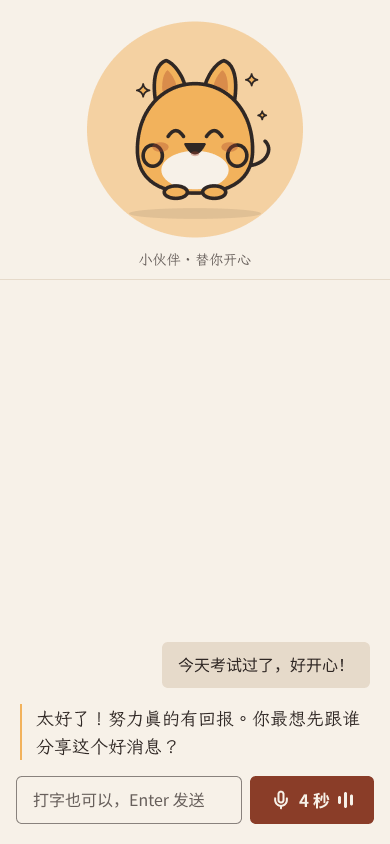 小伙伴·替你开心
今天考试过了，好开心！
太好了！努力真的有回报。你最想先跟谁
分享这个好消息？
打字也可以，Enter 发送
4 秒